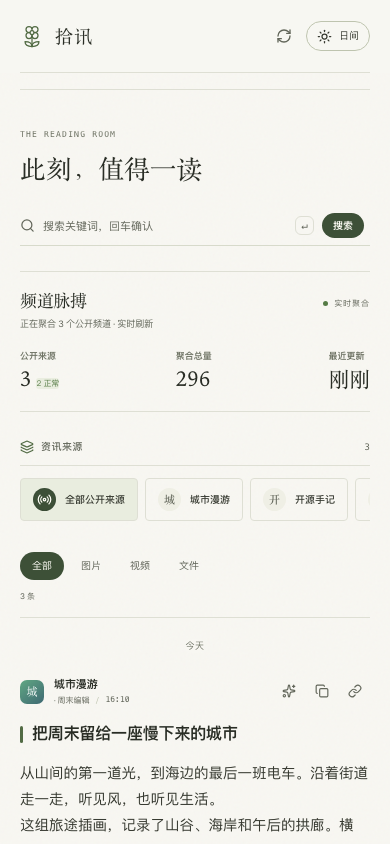 拾讯
日间
THE READING ROOM
此刻，值得一读
搜索关键词，回车确认
↵
搜索
频道脉搏
实时聚合
正在聚合 3 个公开频道 · 实时刷新
公开来源
聚合总量
最近更新
3 2 正常
296
刚刚
资讯来源
3
全部公开来源
城 城市漫游
开 开源手记
全部
图片
视频
文件
3 条
今天
城
城市漫游
· 周末编辑 / 16:10
把周末留给一座慢下来的城市
从山间的第一道光，到海边的最后一班电车。沿着街道
走一走，听见风，也听见生活。
这组旅途插画，记录了山谷、海岸和午后的拱廊。横